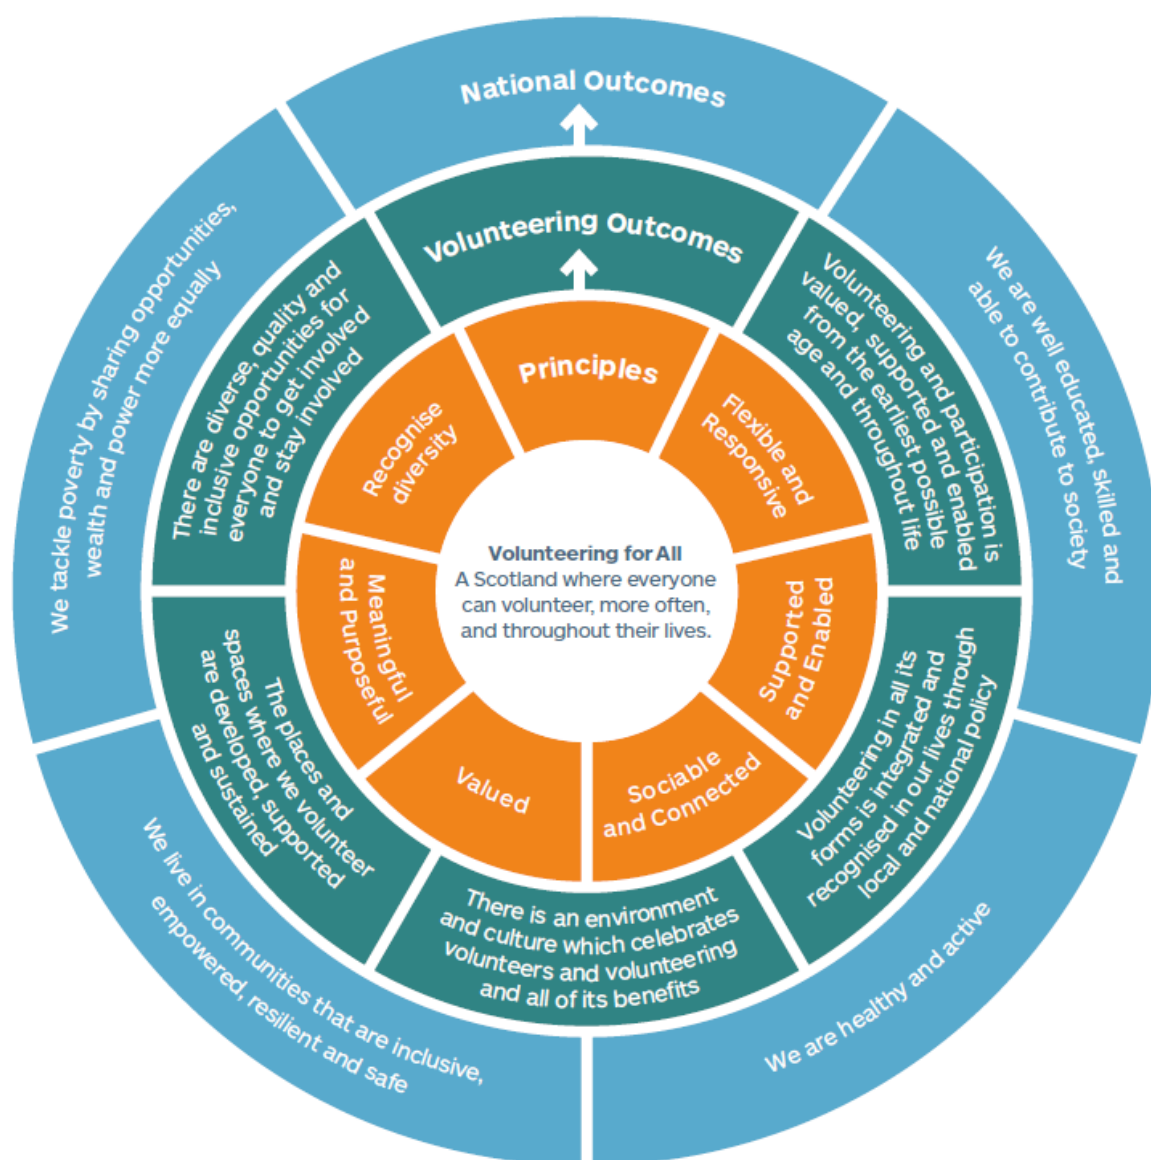 National Outcomes
We are well educated, skilled and
able to contribute to society
We are healthy and active
We live in communities that are inclusive,
empowered, resilient and safe
We tackle poverty by sharing opportunities,
wealth and power more equally
Volunteering Outcomes
Volunteering and participation is
valued, supported and enabled
from the earliest possible
age and throughout life
Volunteering in all its
forms is integrated and
recognised in our lives through
local and national policy
There is an environment
and culture which celebrates
volunteers and volunteering
and all of its benefits
The places and
spaces where we volunteer
are developed, supported
and sustained
There are diverse, quality and
inclusive opportunities for
everyone to get involved
and stay involved
Principles
Flexible and
Responsive
Supported
and Enabled
Sociable
and Connected
Valued
Meaningful
and Purposeful
Recognise
diversity
Volunteering for All
A Scotland where everyone
can volunteer, more often,
and throughout their lives.